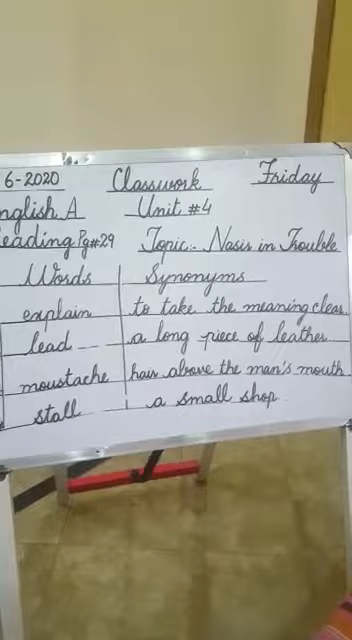 6-2020 Classwork Friday
nglish A Unit #4
eading Pg#29 Topic:- Nasir in Trouble
Words Synonyms
explain to take the meaning clear
lead a long piece of leather
moustache hair above the man's mouth
stall a small shop